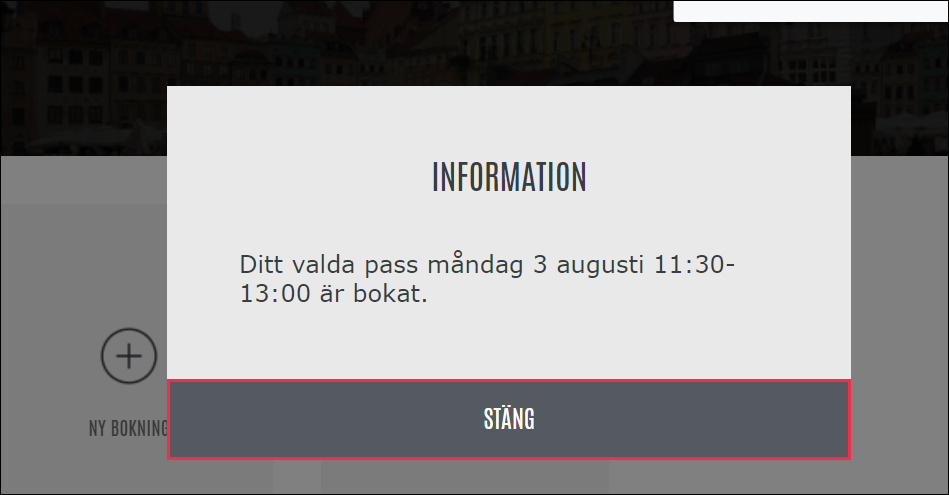 INFORMATION
Ditt valda pass måndag 3 augusti 11:30-
13:00 är bokat.
NY BOKNING
STÄNG